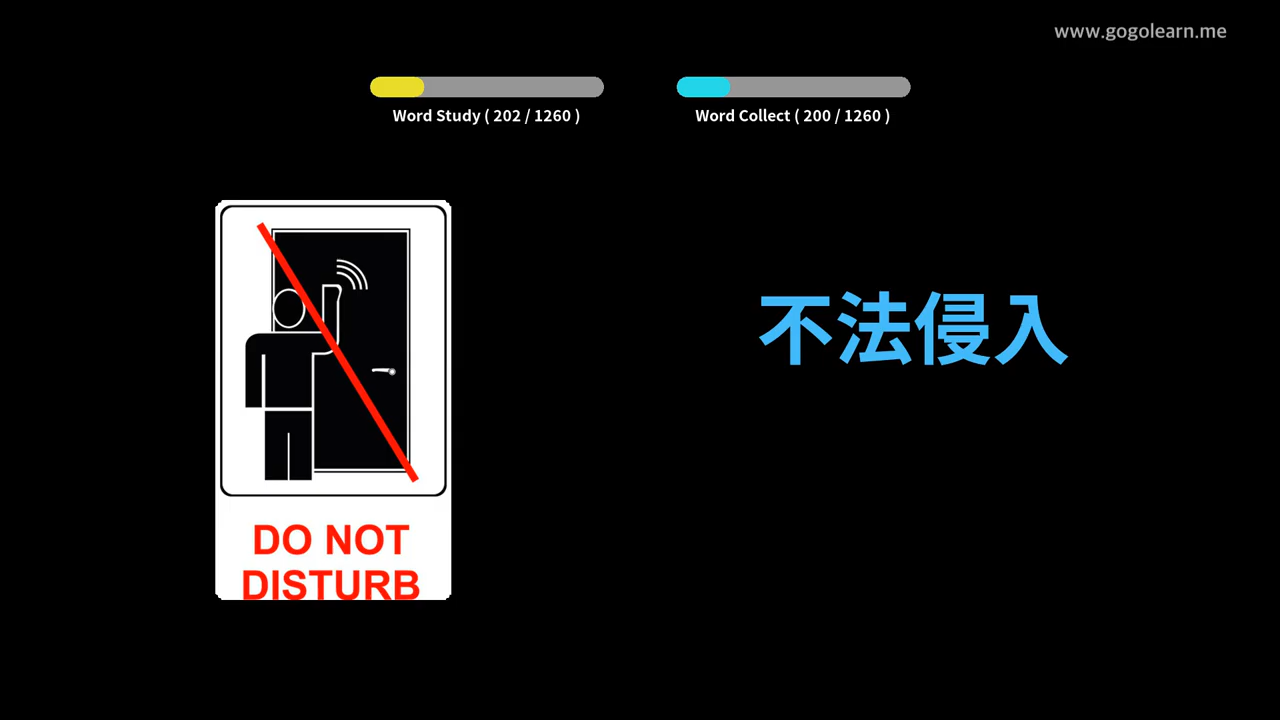 www.gogolearn.me
Word Study ( 202 / 1260 )
Word Collect ( 200 / 1260 )
不法侵入
DO NOT
DISTURB